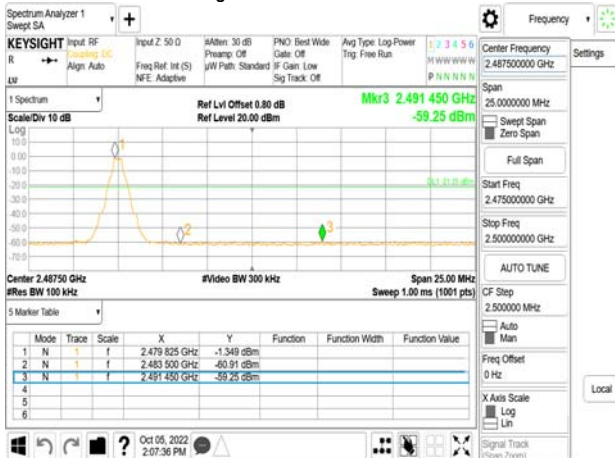 Spectrum Analyzer 1
Swept SA
+
Frequency
KEYSIGHT Input: RF
Coupling: DC
Align: Auto
R
LXI
Input Z: 50 Ω
Freq Ref: Int (S)
NFE: Adaptive
#Atten: 30 dB
Preamp: Off
µW Path: Standard
PNO: Best Wide
Gate: Off
IF Gain: Low
Sig Track: Off
Avg Type: Log-Power
Trig: Free Run
1 2 3 4 5 6
M W W W W W
P N N N N N
Center Frequency
2.487500000 GHz
Settings
Span
25.0000000 MHz
Swept Span
Zero Span
Full Span
Start Freq
2.475000000 GHz
Stop Freq
2.500000000 GHz
AUTO TUNE
CF Step
2.500000 MHz
Auto
Man
Freq Offset
0 Hz
X Axis Scale
Log
Lin
Local
Signal Track
(Span Zoom)
1 Spectrum
Scale/Div 10 dB
Ref Lvl Offset 0.80 dB
Ref Level 20.00 dBm
Mkr3 2.491 450 GHz
-59.25 dBm
Log
10.0
0.00
-10.0
-20.0
-30.0
-40.0
-50.0
-60.0
-70.0
1
2
3
Center 2.48750 GHz
#Res BW 100 kHz
#Video BW 300 kHz
Span 25.00 MHz
Sweep 1.00 ms (1001 pts)
5 Marker Table
Mode Trace Scale X Y Function Function Width Function Value
1 N 1 f 2.479 825 GHz -1.349 dBm
2 N 1 f 2.483 500 GHz -60.91 dBm
3 N 1 f 2.491 450 GHz -59.25 dBm
4
5
6
?
Oct 05, 2022
2:07:36 PM